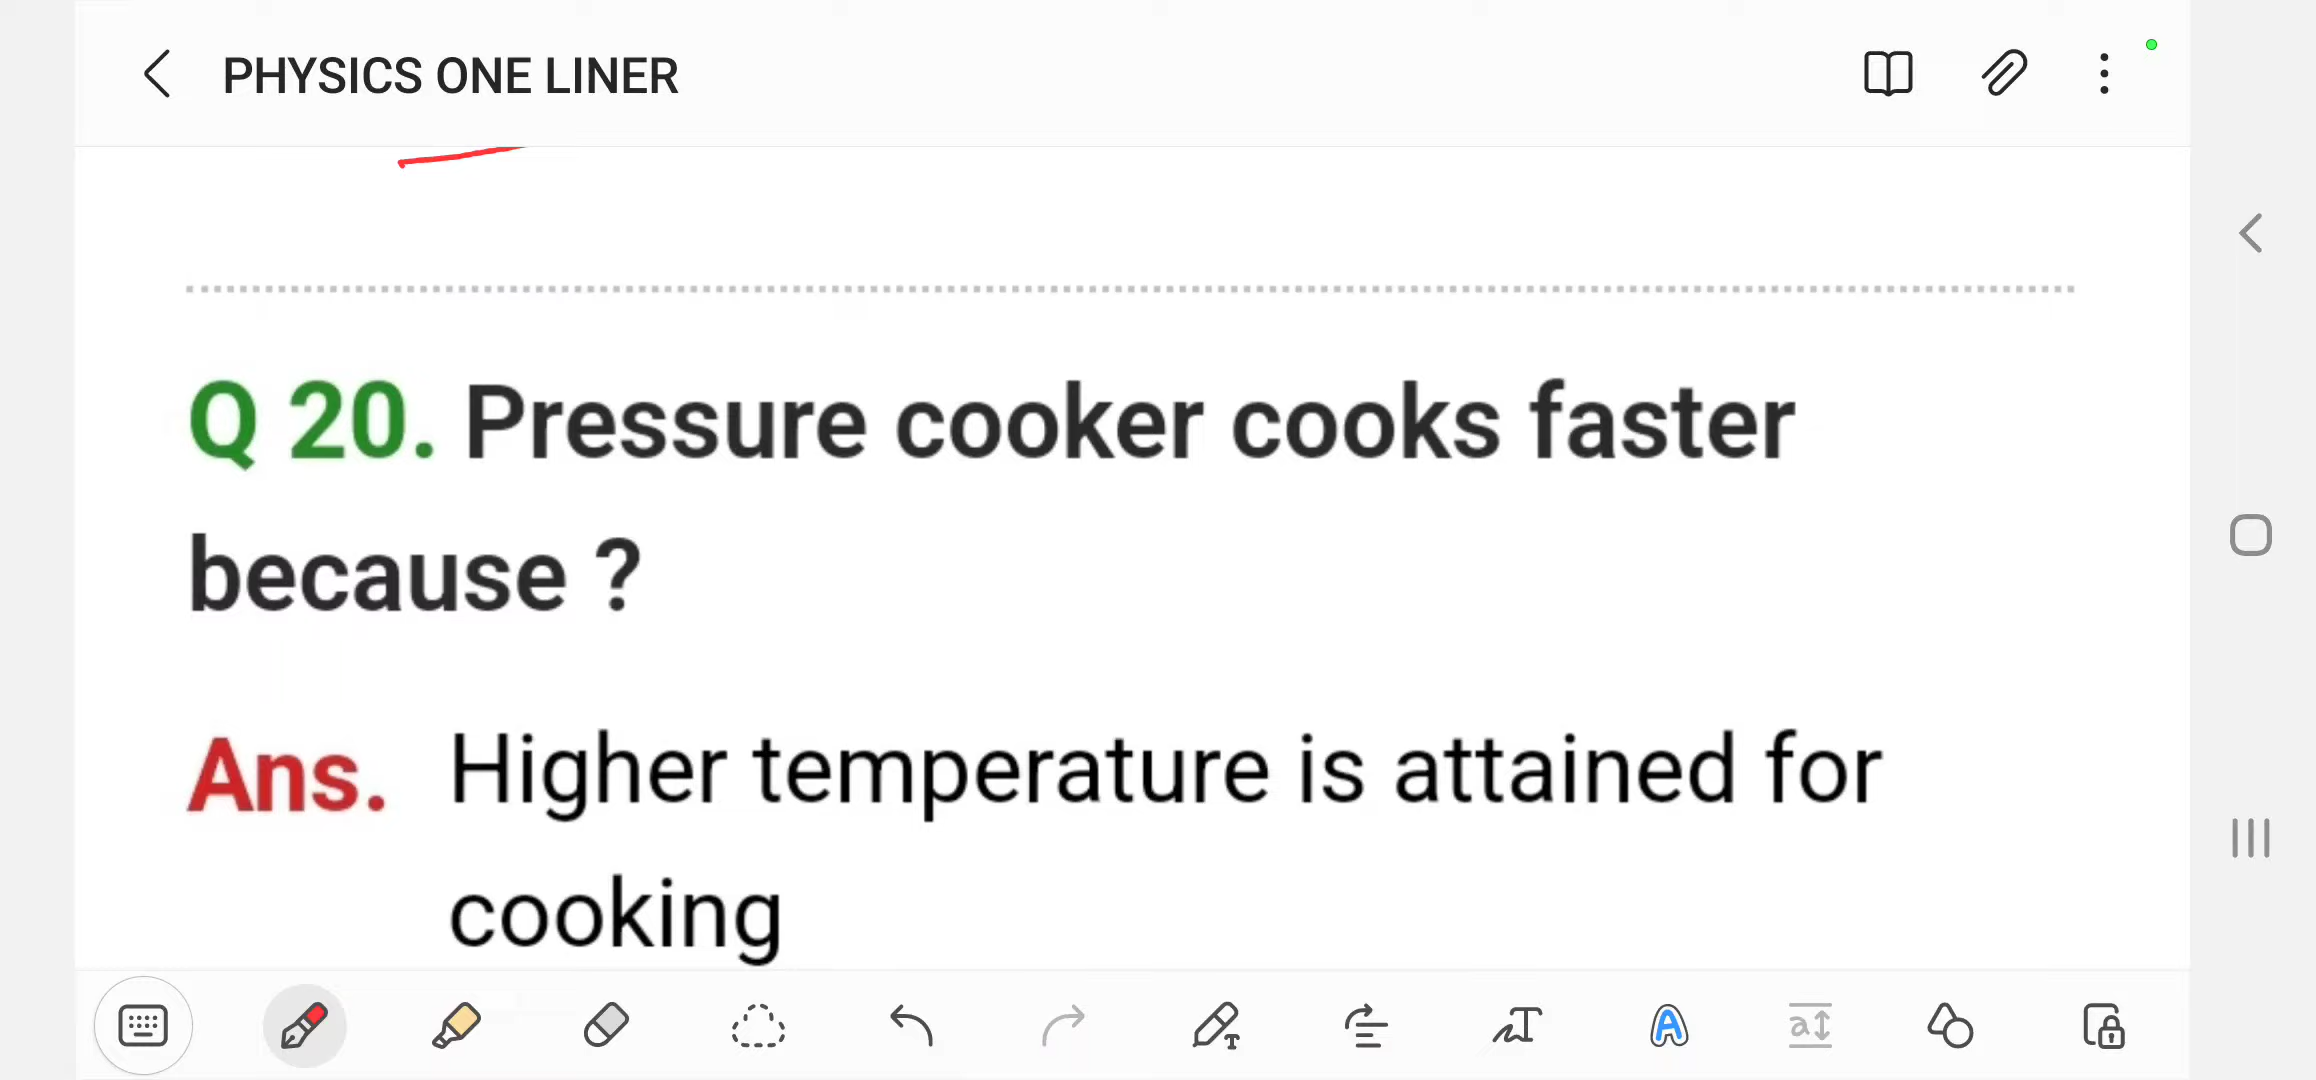 PHYSICS ONE LINER
Q 20. Pressure cooker cooks faster
because ?
Ans. Higher temperature is attained for
cooking